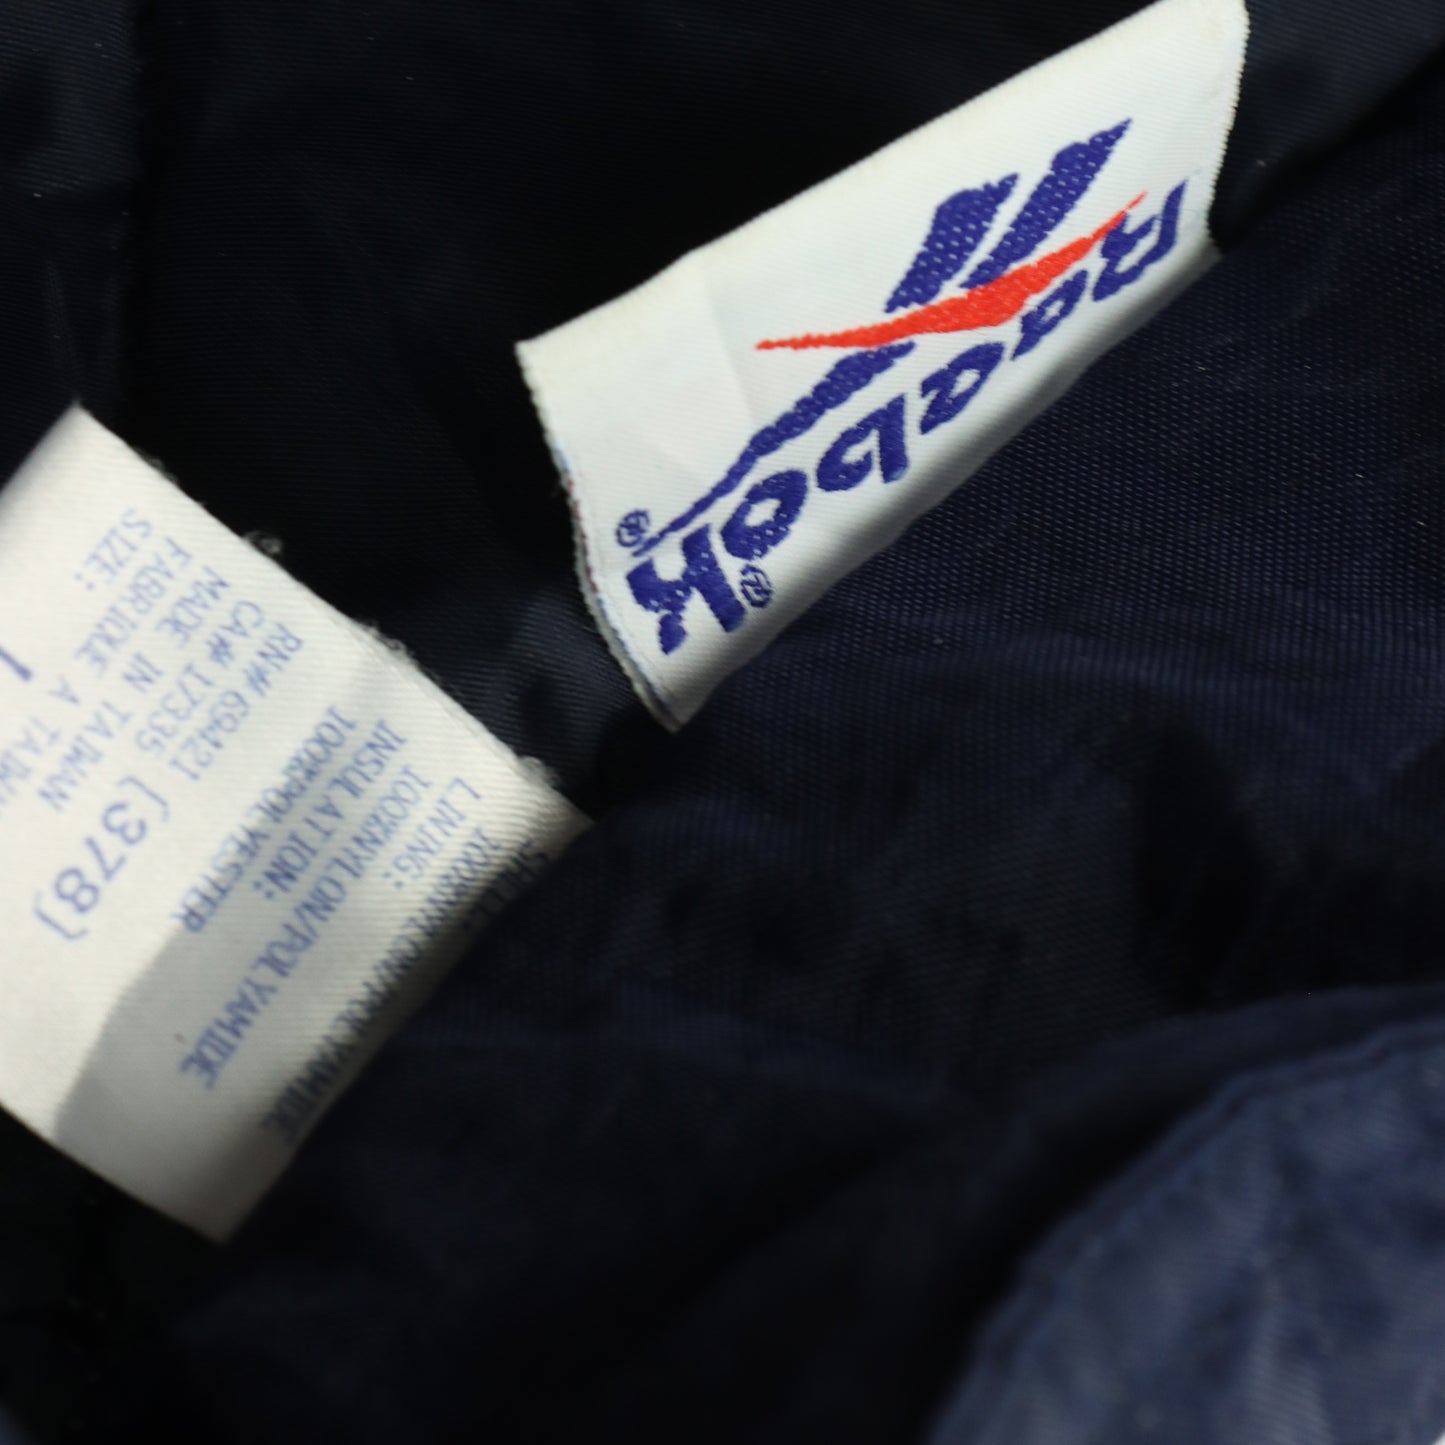 Reebok®
®
SHELL:
100%NYLON/POLYAMIDE
LINING:
100%NYLON/POLYAMIDE
INSULATION:
100%POLYESTER
(378)
RN# 69421
CA# 17335
MADE IN TAIWAN
FABRIQUE A
SIZE:
L